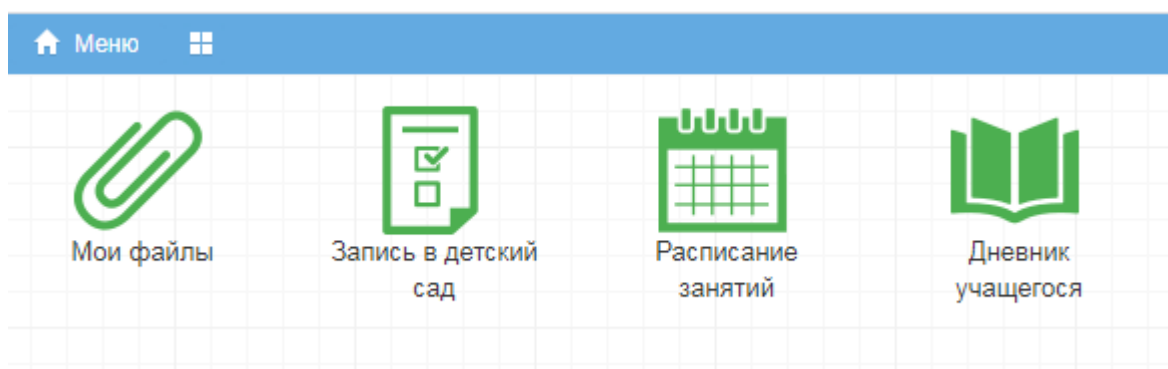 Меню
Мои файлы
Запись в детский
сад
Расписание
занятий
Дневник
учащегося